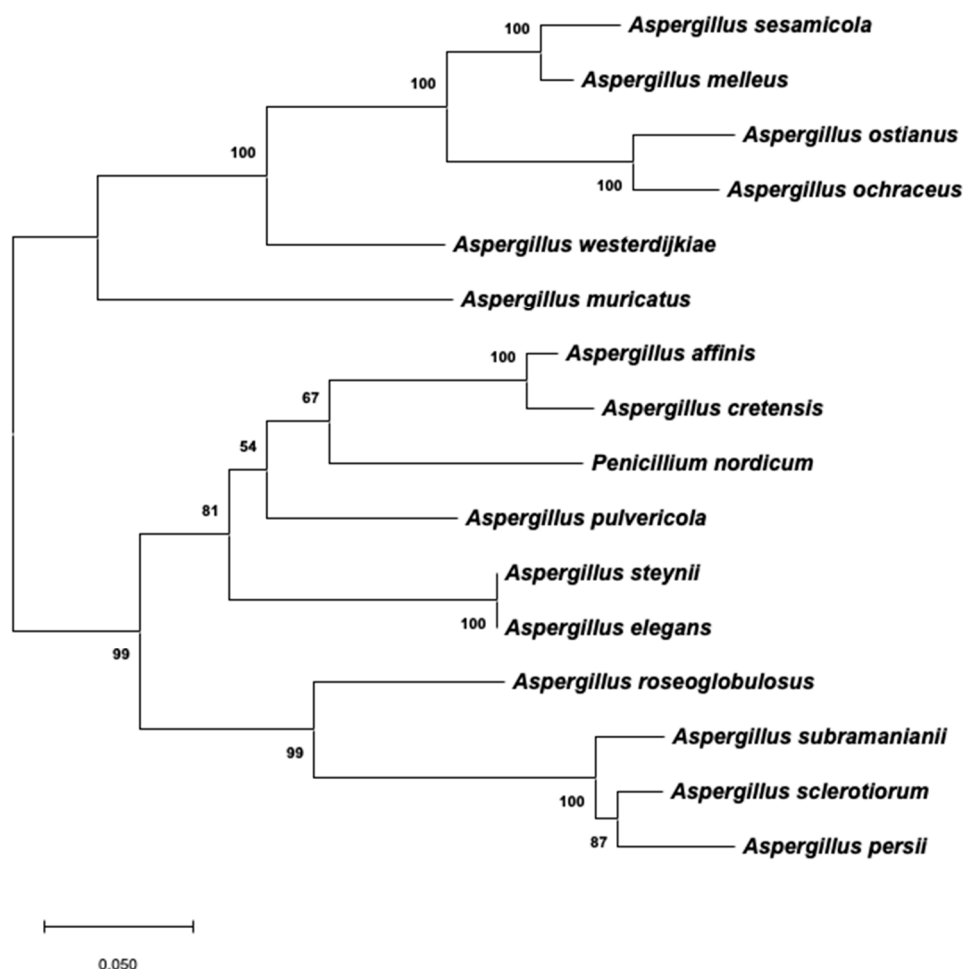 100 Aspergillus sesamicola
100 Aspergillus melleus
100 Aspergillus ostianus
100 Aspergillus ochraceus
Aspergillus westerdijkiae
Aspergillus muricatus
100 Aspergillus affinis
67 Aspergillus cretensis
54 Penicillium nordicum
81 Aspergillus pulvericola
Aspergillus steynii
100 Aspergillus elegans
99
Aspergillus roseoglobulosus
99 Aspergillus subramanianii
100 Aspergillus sclerotiorum
87 Aspergillus persii
0.050